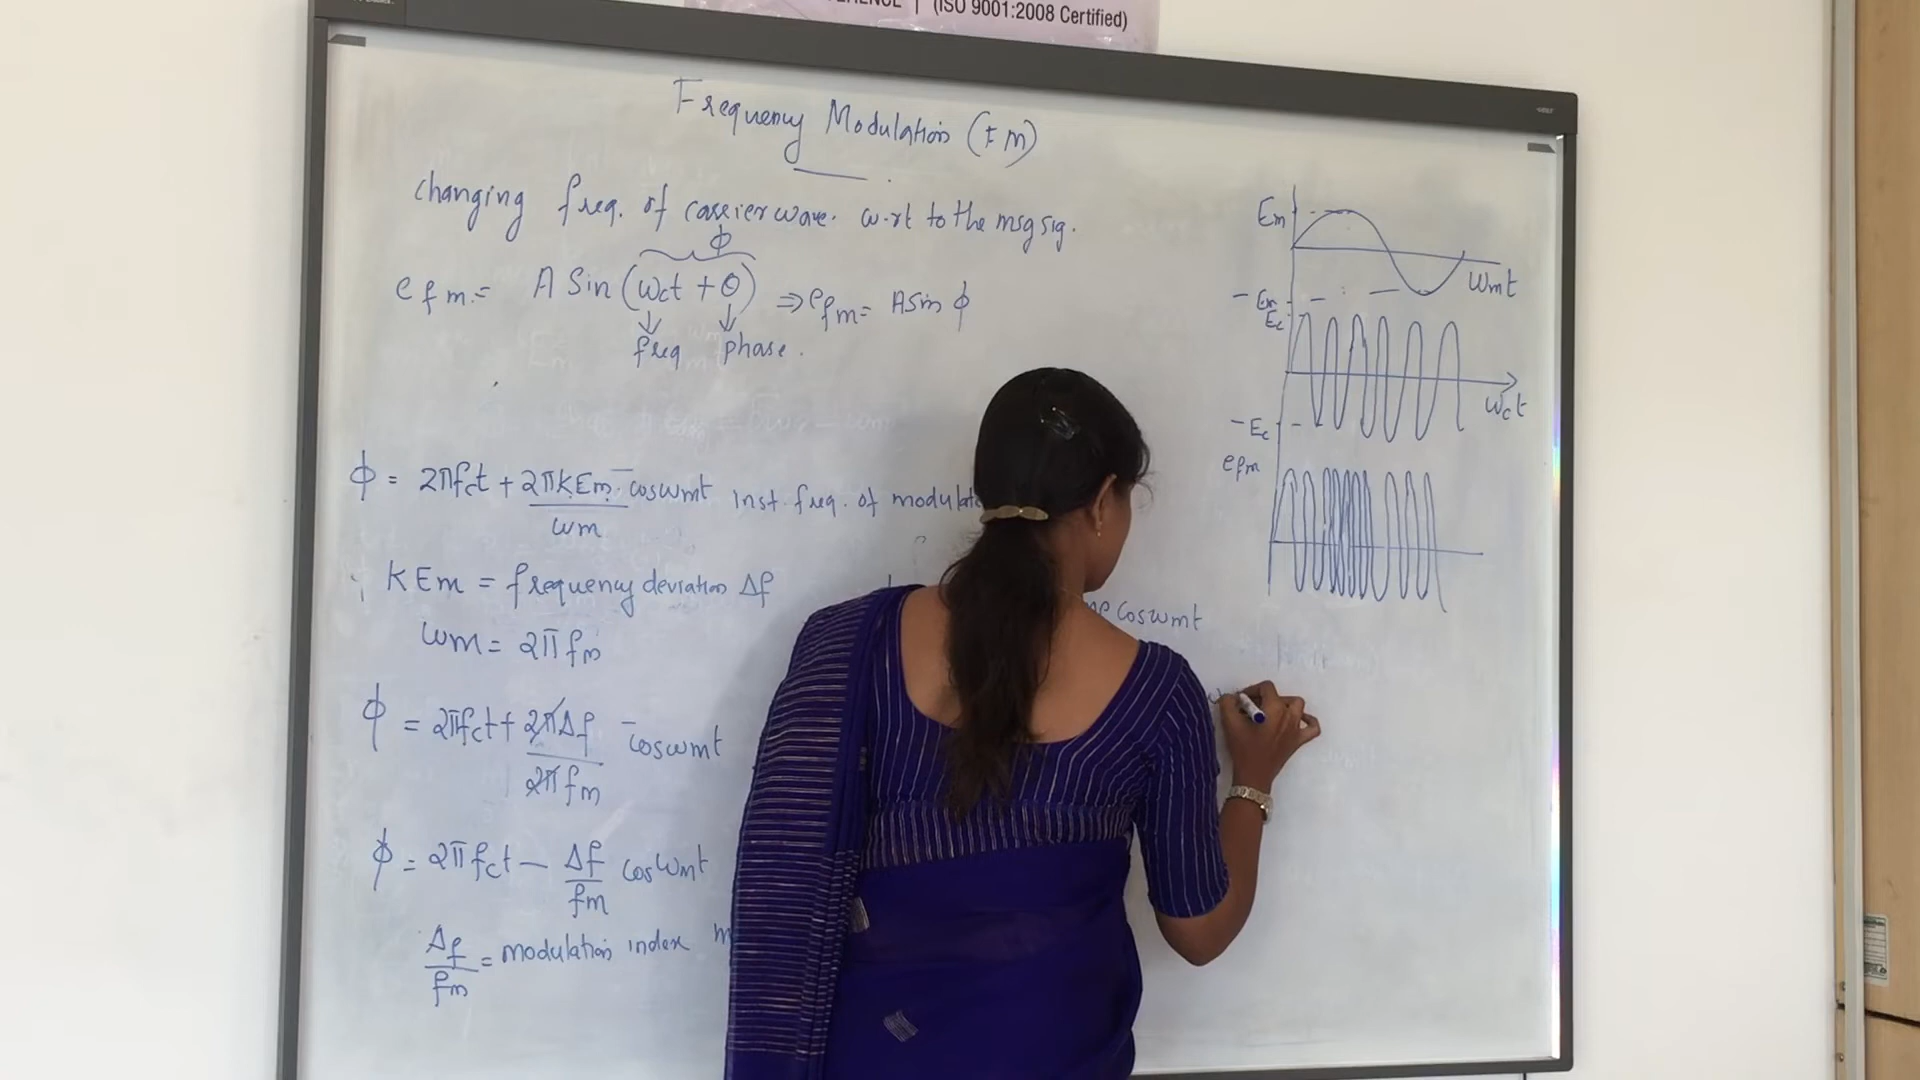 (ISO 9001:2008 Certified)
Frequency Modulation (FM)
changing freq. of carrier wave. w.rt to the msg sig.
ϕ
efm = A Sin (ωct + θ) ⇒ efm = A Sin ϕ
freq phase.
ϕ = 2πfct + 2πKEm/ωm - cosωmt inst. freq. of
KEm = frequency deviation Δf
ωm = 2πfm
cosωmt
ϕ = 2πfct + 2πΔf/2πfm - cosωmt
ϕ = 2πfct - Δf/fm cosωmt
Δf/fm = modulation index
Em
ωmt
- Em
Ec
ωct
- Ec
efm